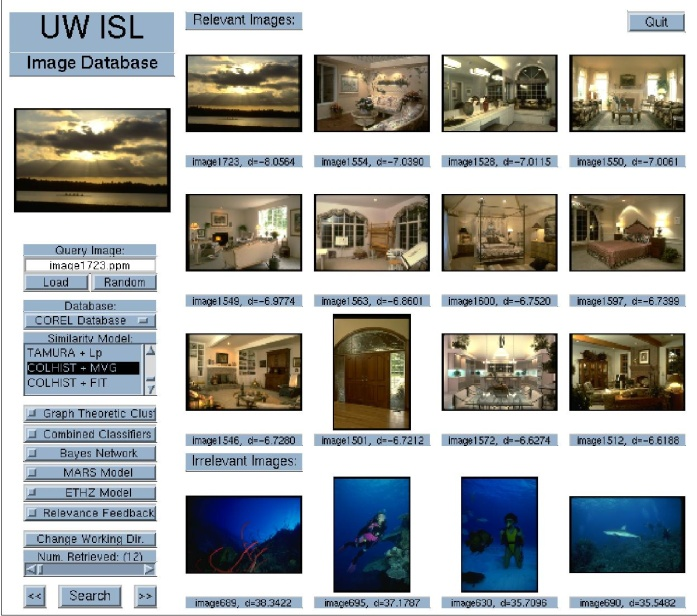 UW ISL
Image Database
Relevant Images:
Quit
image1723, d=-8.0564
image1554, d=-7.0390
image1528, d=-7.0115
image1550, d=-7.0061
image1549, d=-6.9774
image1563, d=-6.8601
image1600, d=-6.7520
image1597, d=-6.7399
image1546, d=-6.7280
image1501, d=-6.7212
image1572, d=-6.6274
image1512, d=-6.6188
Irrelevant Images:
image689, d=38.3422
image695, d=37.1787
image630, d=35.7096
image690, d=35.5482
Query Image:
image1723.ppm
Load
Random
Database:
COREL Database
Similarity Model:
TAMURA + Lp
COLHIST + MVG
COLHIST + FIT
Graph Theoretic Clust
Combined Classifiers
Bayes Network
MARS Model
ETHZ Model
Relevance Feedback
Change Working Dir.
Num. Retrieved: (12)
<<
Search
>>